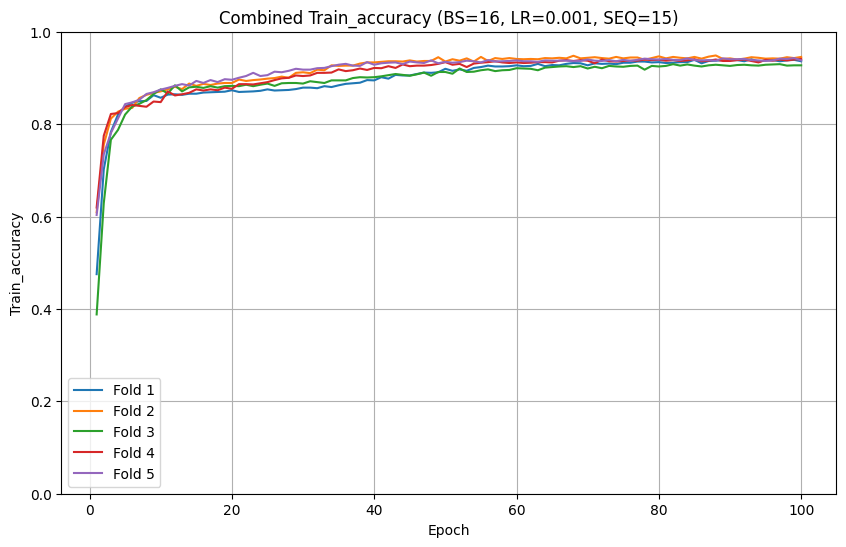 Combined Train_accuracy (BS=16, LR=0.001, SEQ=15)
Train_accuracy
1.0
0.8
0.6
0.4
0.2
0.0
Fold 1
Fold 2
Fold 3
Fold 4
Fold 5
0
20
40
60
80
100
Epoch